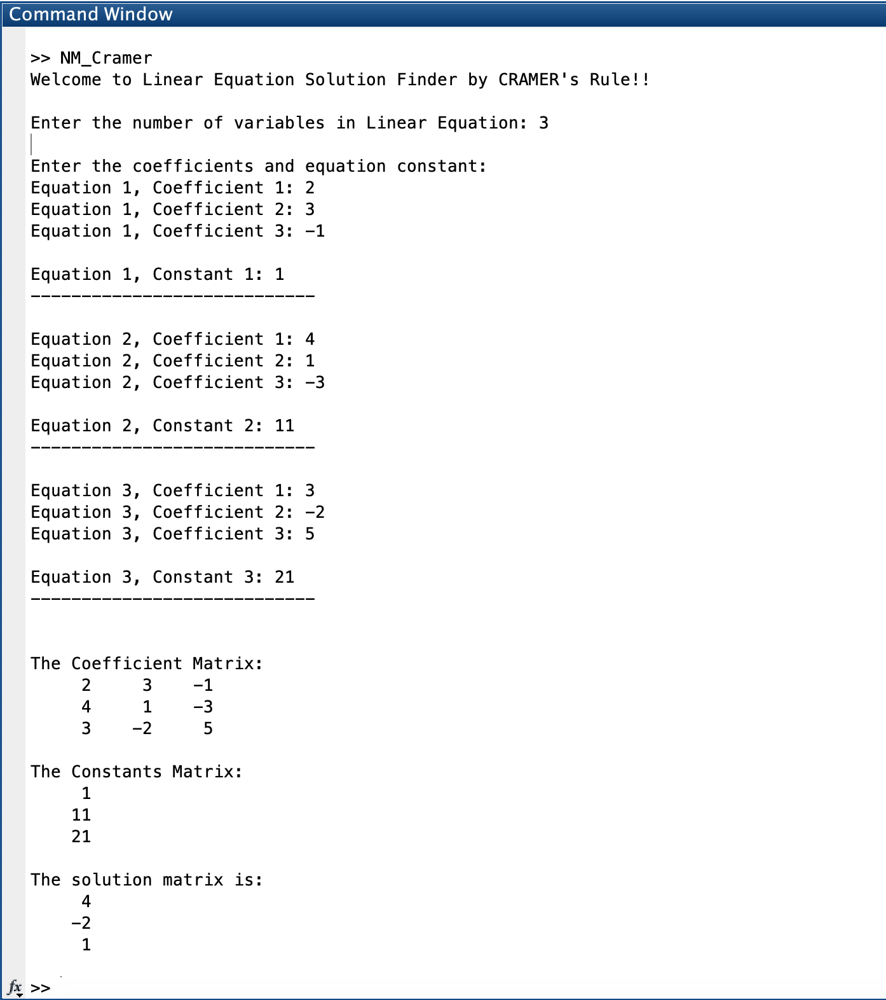 Command Window
>> NM_Cramer
Welcome to Linear Equation Solution Finder by CRAMER's Rule!!
Enter the number of variables in Linear Equation: 3
Enter the coefficients and equation constant:
Equation 1, Coefficient 1: 2
Equation 1, Coefficient 2: 3
Equation 1, Coefficient 3: -1
Equation 1, Constant 1: 1
----------------------------
Equation 2, Coefficient 1: 4
Equation 2, Coefficient 2: 1
Equation 2, Coefficient 3: -3
Equation 2, Constant 2: 11
----------------------------
Equation 3, Coefficient 1: 3
Equation 3, Coefficient 2: -2
Equation 3, Coefficient 3: 5
Equation 3, Constant 3: 21
----------------------------
The Coefficient Matrix:
     2     3    -1
     4     1    -3
     3    -2     5
The Constants Matrix:
     1
    11
    21
The solution matrix is:
     4
    -2
     1
fx >>